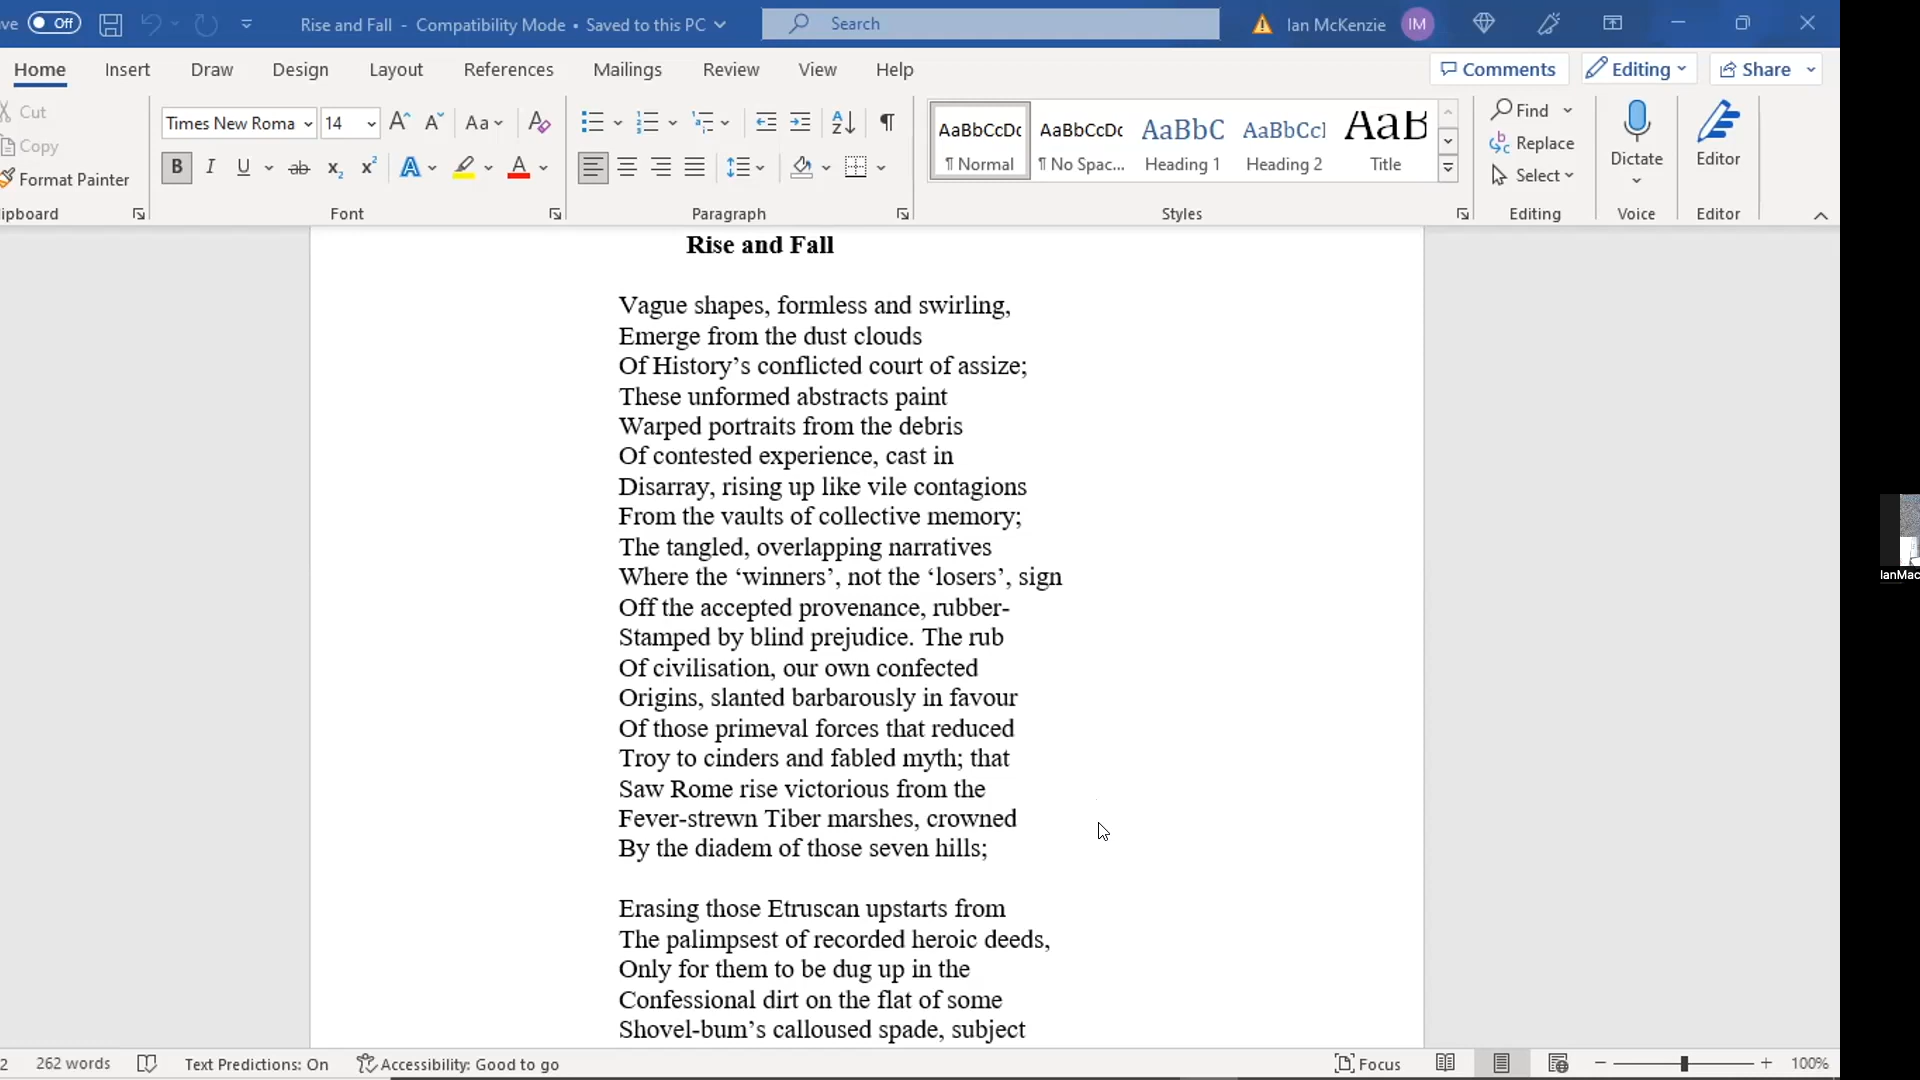 Off
Rise and Fall - Compatibility Mode • Saved to this PC
Search
Ian McKenzie
IM
Home Insert Draw Design Layout References Mailings Review View Help
Comments Editing Share
Cut
Copy
Format Painter
Times New Roma 14
Aa
B I U ab x₂ x² A A
AaBbCcDc AaBbCcDc AaBbC AaBbCcI AaB
¶ Normal ¶ No Spac... Heading 1 Heading 2 Title
Find
Replace
Select
Dictate
Editor
lipboard Font Paragraph Styles Editing Voice Editor
Rise and Fall
Vague shapes, formless and swirling,
Emerge from the dust clouds
Of History’s conflicted court of assize;
These unformed abstracts paint
Warped portraits from the debris
Of contested experience, cast in
Disarray, rising up like vile contagions
From the vaults of collective memory;
The tangled, overlapping narratives
Where the ‘winners’, not the ‘losers’, sign
Off the accepted provenance, rubber-
Stamped by blind prejudice. The rub
Of civilisation, our own confected
Origins, slanted barbarously in favour
Of those primeval forces that reduced
Troy to cinders and fabled myth; that
Saw Rome rise victorious from the
Fever-strewn Tiber marshes, crowned
By the diadem of those seven hills;
Erasing those Etruscan upstarts from
The palimpsest of recorded heroic deeds,
Only for them to be dug up in the
Confessional dirt on the flat of some
Shovel-bum’s calloused spade, subject
IanMac
2 262 words Text Predictions: On Accessibility: Good to go Focus 100%